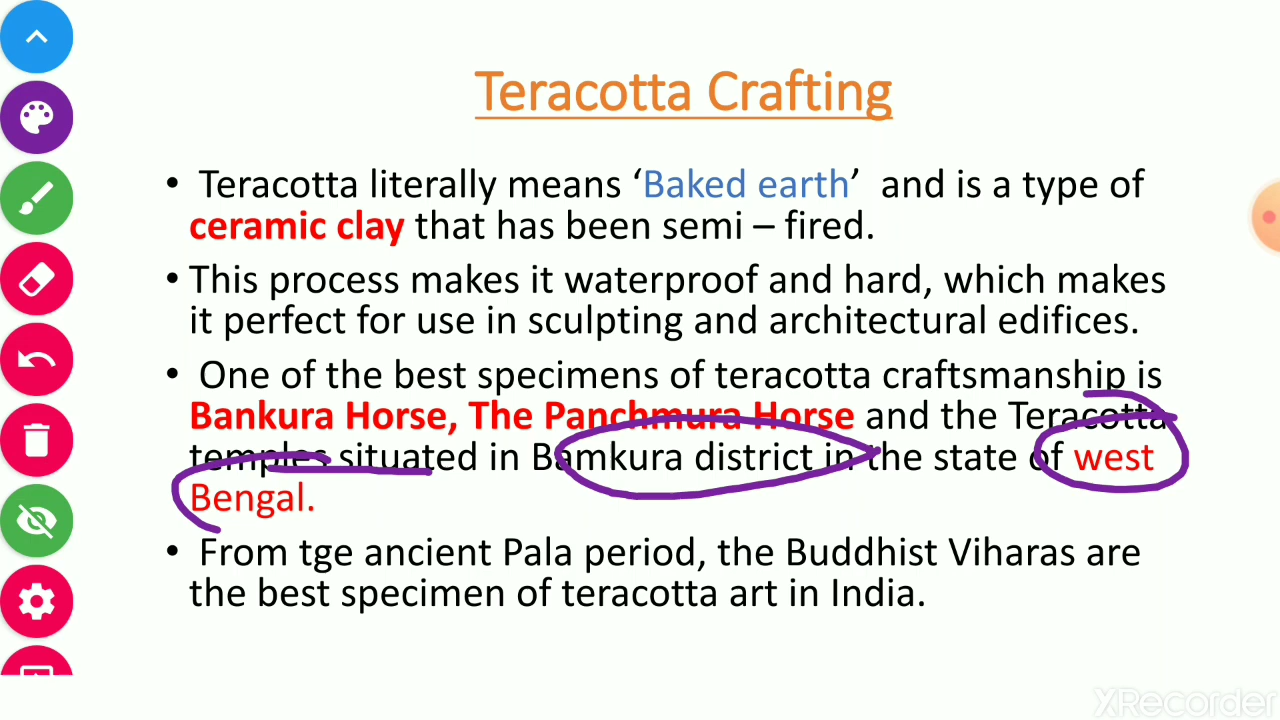 Teracotta Crafting
• Teracotta literally means ‘Baked earth’ and is a type of
ceramic clay that has been semi – fired.
• This process makes it waterproof and hard, which makes
it perfect for use in sculpting and architectural edifices.
• One of the best specimens of teracotta craftsmanship is
Bankura Horse, The Panchmura Horse and the Teracotta
temples situated in Bamkura district in the state of west
Bengal.
• From tge ancient Pala period, the Buddhist Viharas are
the best specimen of teracotta art in India.
XRecorder